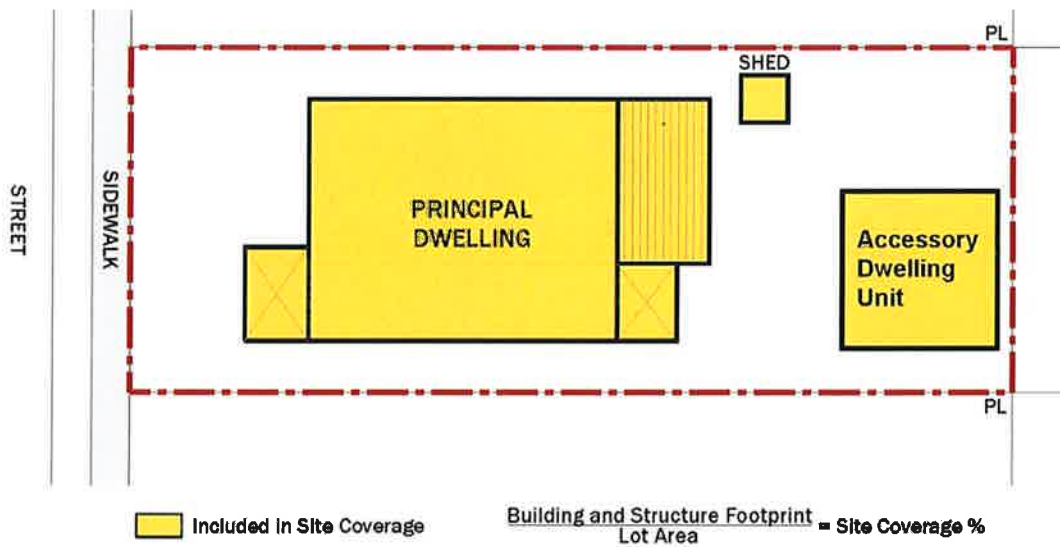 PL
SHED
STREET
SIDEWALK
PRINCIPAL
DWELLING
Accessory
Dwelling
Unit
PL
Included in Site Coverage
Building and Structure Footprint
Lot Area
= Site Coverage %